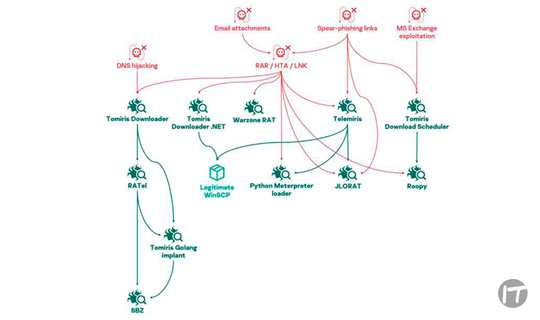 Email attachments
Spear-phishing links
MS Exchange
exploitation
DNS hijacking
RAR / HTA / LNK
Tomiris Downloader
Tomiris
Downloader .NET
Warzone RAT
Telemiris
Tomiris
Download Scheduler
RATel
Legitimate
WinSCP
Python Meterpreter
loader
JLORAT
Roopy
Tomiris Golang
implant
SBZ
IT